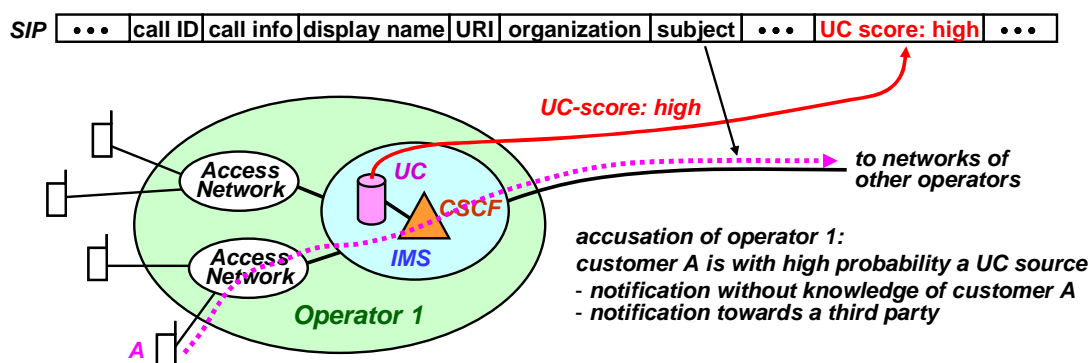 SIP ••• call ID call info display name URI organization subject ••• UC score: high •••
UC-score: high
Access
Network
UC
CSCF
IMS
to networks of
other operators
Access
Network
Operator 1
A
accusation of operator 1:
customer A is with high probability a UC source
- notification without knowledge of customer A
- notification towards a third party